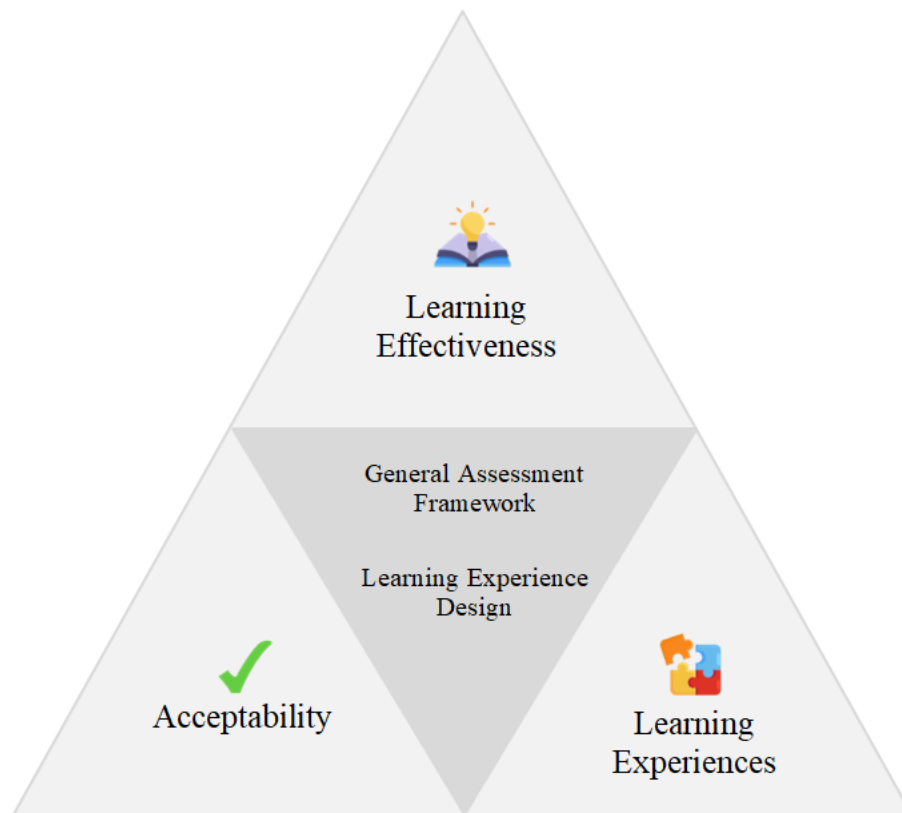 Learning
Effectiveness
General Assessment
Framework
Learning Experience
Design
Acceptability
Learning
Experiences